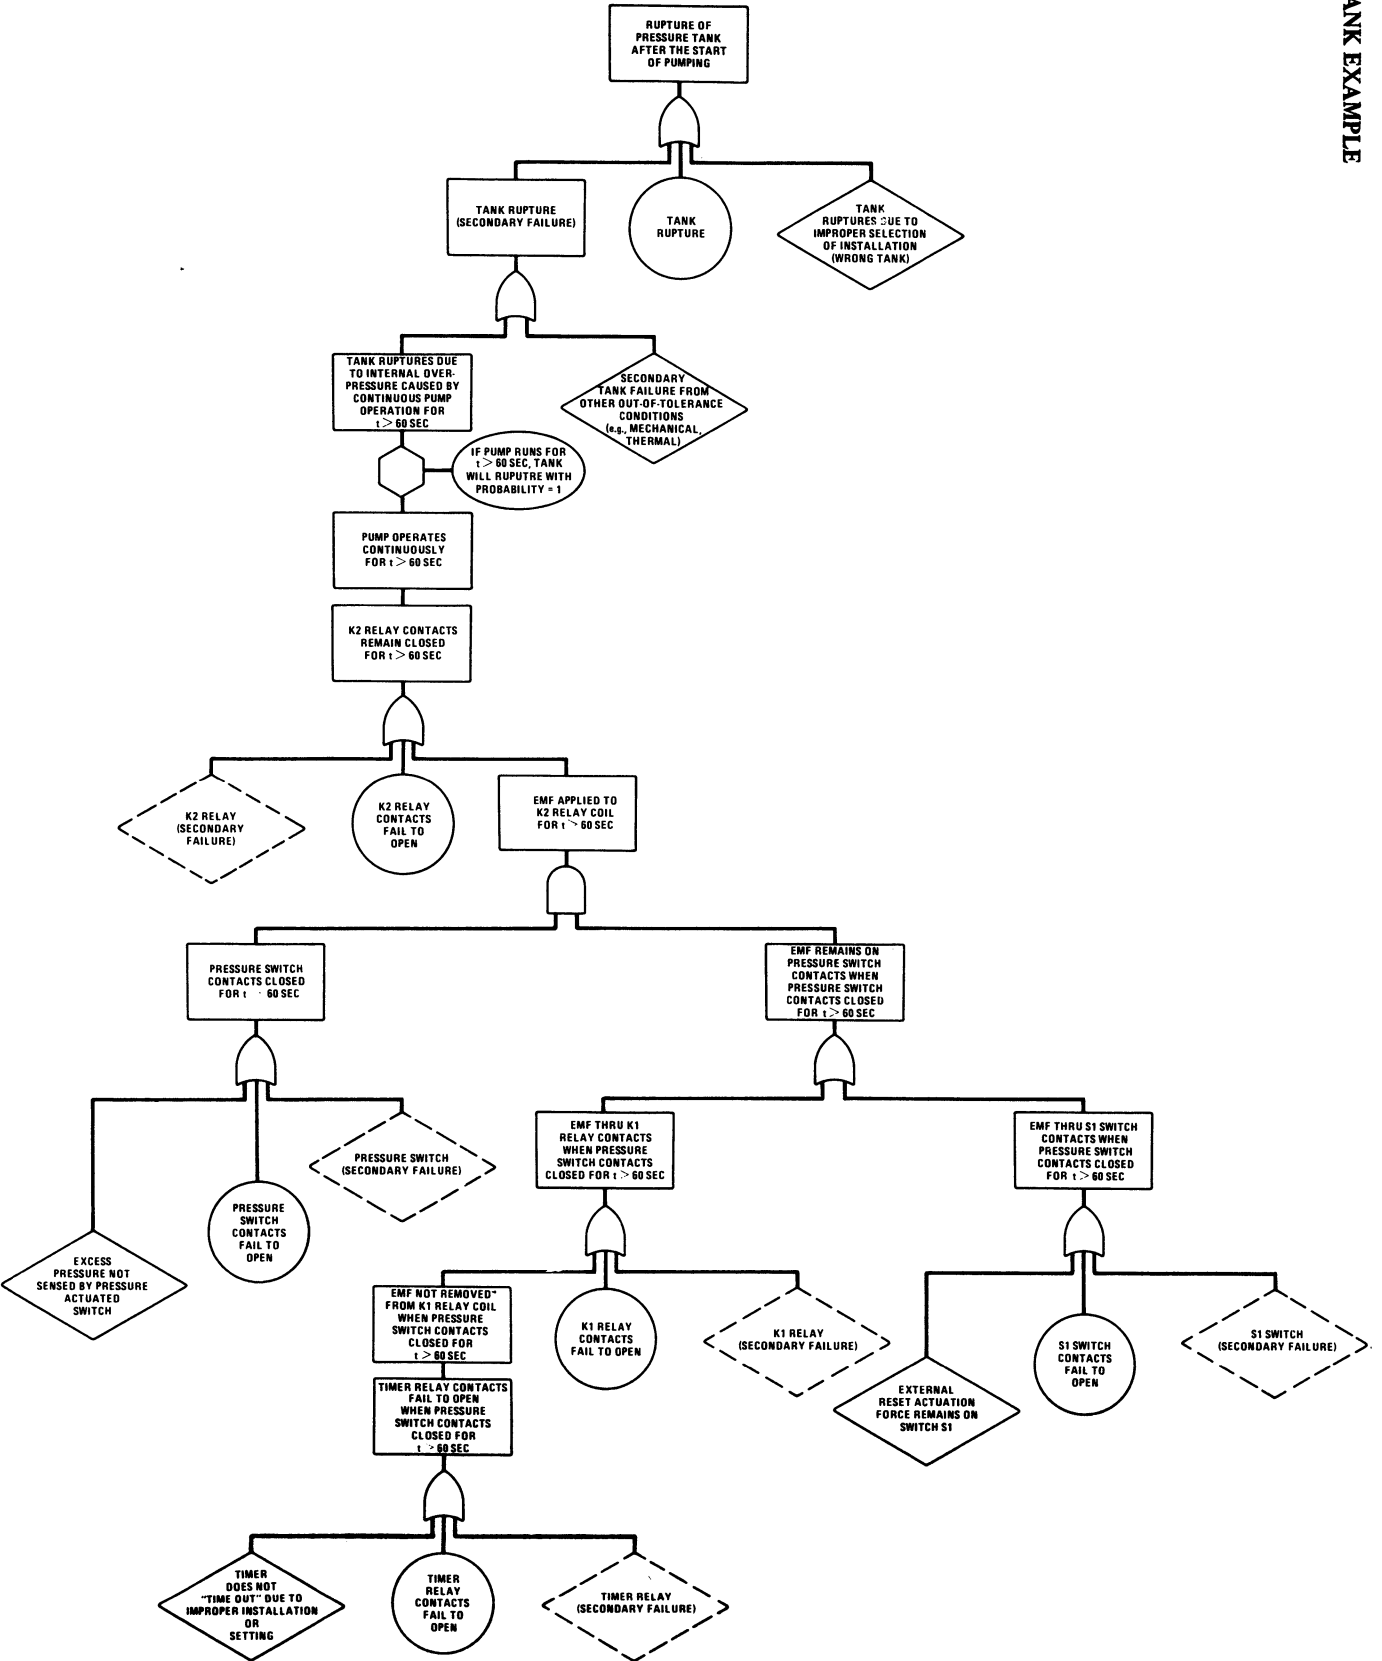 ANK EXAMPLE
RUPTURE OF
PRESSURE TANK
AFTER THE START
OF PUMPING
TANK RUPTURE
(SECONDARY FAILURE)
TANK
RUPTURE
TANK
RUPTURES DUE TO
IMPROPER SELECTION
OF INSTALLATION
(WRONG TANK)
TANK RUPTURES DUE
TO INTERNAL OVER-
PRESSURE CAUSED BY
CONTINUOUS PUMP
OPERATION FOR
t > 60 SEC
SECONDARY
TANK FAILURE FROM
OTHER OUT-OF-TOLERANCE
CONDITIONS
(e.g., MECHANICAL,
THERMAL)
IF PUMP RUNS FOR
t > 60 SEC, TANK
WILL RUPUTRE WITH
PROBABILITY = 1
PUMP OPERATES
CONTINUOUSLY
FOR t > 60 SEC
K2 RELAY CONTACTS
REMAIN CLOSED
FOR t > 60 SEC
K2 RELAY
(SECONDARY
FAILURE)
K2 RELAY
CONTACTS
FAIL TO
OPEN
EMF APPLIED TO
K2 RELAY COIL
FOR t > 60 SEC
PRESSURE SWITCH
CONTACTS CLOSED
FOR t 60 SEC
EMF REMAINS ON
PRESSURE SWITCH
CONTACTS WHEN
PRESSURE SWITCH
CONTACTS CLOSED
FOR t > 60 SEC
EXCESS
PRESSURE NOT
SENSED BY PRESSURE
ACTUATED
SWITCH
PRESSURE
SWITCH
CONTACTS
FAIL TO
OPEN
PRESSURE SWITCH
(SECONDARY FAILURE)
EMF THRU K1
RELAY CONTACTS
WHEN PRESSURE
SWITCH CONTACTS
CLOSED FOR t > 60 SEC
EMF THRU S1 SWITCH
CONTACTS WHEN
PRESSURE SWITCH
CONTACTS CLOSED
FOR t > 60 SEC
EMF NOT REMOVED
FROM K1 RELAY COIL
WHEN PRESSURE
SWITCH CONTACTS
CLOSED FOR
t > 60 SEC
K1 RELAY
CONTACTS
FAIL TO OPEN
K1 RELAY
(SECONDARY FAILURE)
EXTERNAL
RESET ACTUATION
FORCE REMAINS ON
SWITCH S1
S1 SWITCH
CONTACTS
FAIL TO
OPEN
S1 SWITCH
(SECONDARY FAILURE)
TIMER RELAY CONTACTS
FAIL TO OPEN
WHEN PRESSURE
SWITCH CONTACTS
CLOSED FOR
t > 60 SEC
TIMER
DOES NOT
"TIME OUT" DUE TO
IMPROPER INSTALLATION
OR
SETTING
TIMER
RELAY
CONTACTS
FAIL TO
OPEN
TIMER RELAY
(SECONDARY FAILURE)